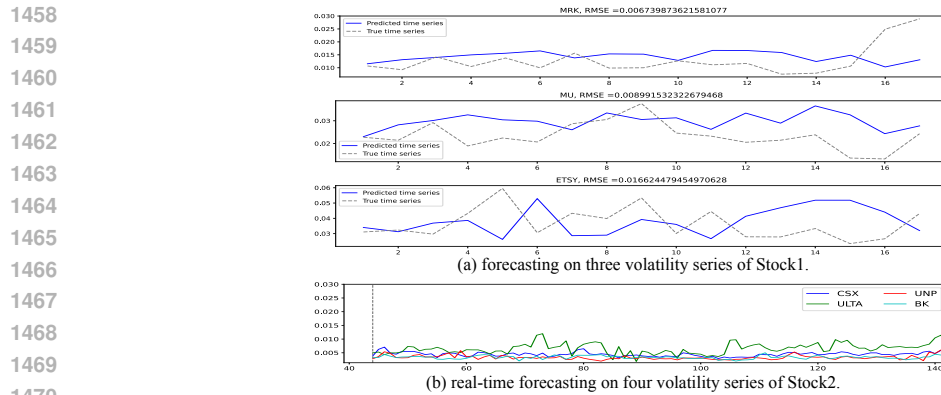 1458
1459
1460
1461
1462
1463
1464
1465
1466
1467
1468
1469
MRK, RMSE =0.006739873621581077
0.030
0.025
0.020
0.015
0.010
Predicted time series
True time series
2 4 6 8 10 12 14 16
MU, RMSE =0.008991532322679468
0.03
0.02
Predicted time series
True time series
2 4 6 8 10 12 14 16
ETSY, RMSE =0.016624479454970628
0.06
0.05
0.04
0.03
Predicted time series
True time series
2 4 6 8 10 12 14 16
(a) forecasting on three volatility series of Stock1.
0.030
0.025
0.020
0.015
0.010
0.005
CSX UNP
ULTA BK
40 60 80 100 120
(b) real-time forecasting on four volatility series of Stock2.